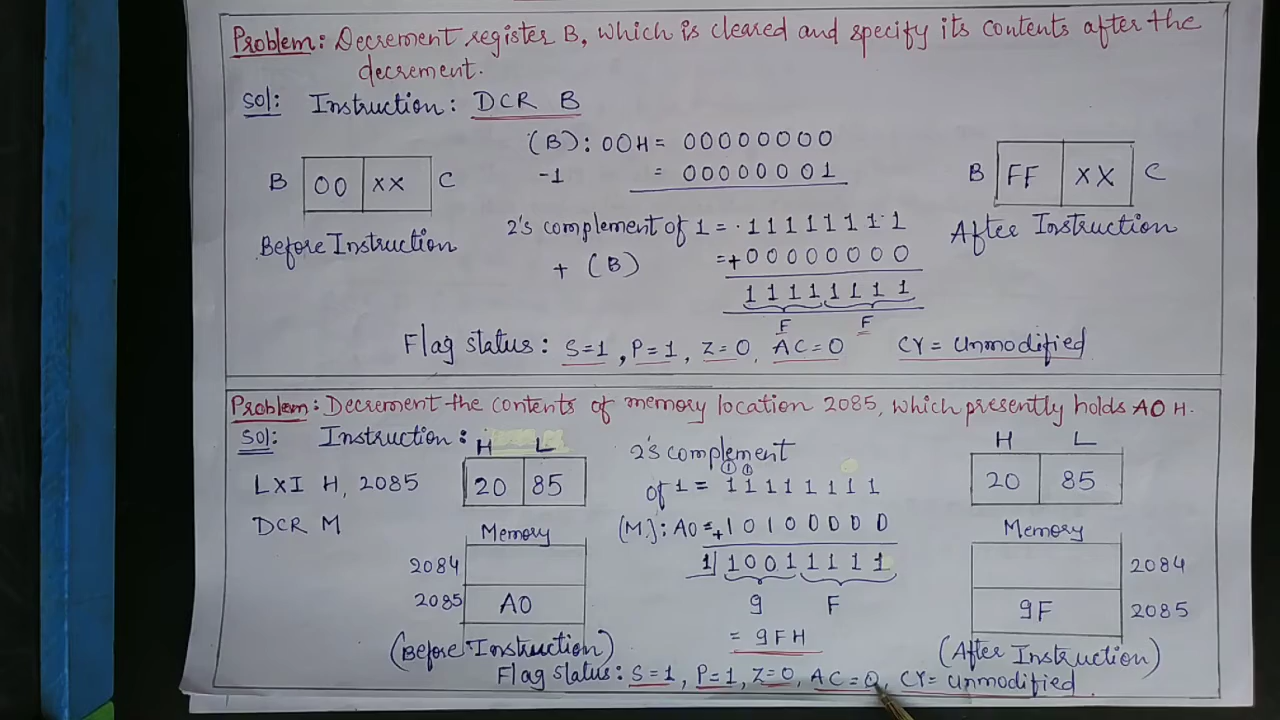 Problem: Decrement register B, which is cleared and specify its contents after the
decrement.
Sol: Instruction: DCR B
(B): 00H = 00000000
-1 = 00000001
B 00 XX C
B FF XX C
Before Instruction
After Instruction
2's complement of 1 = 11111111
+ (B) =+00000000
11111111
F F
Flag status: S=1, P=1, Z=0, AC=0 CY= Unmodified
Problem: Decrement the contents of memory location 2085, which presently holds A0 H.
Sol: Instruction:
H L
2's complement
H L
LXI H, 2085
20 85
of 1 = 11111111
20 85
DCR M
Memory
(M): A0 =+10100000
Memory
2084
1 10011111
2084
2085 A0
9 F
9F 2085
= 9FH
(Before Instruction)
(After Instruction)
Flag status: S=1, P=1, Z=0, AC=0, CY= Unmodified